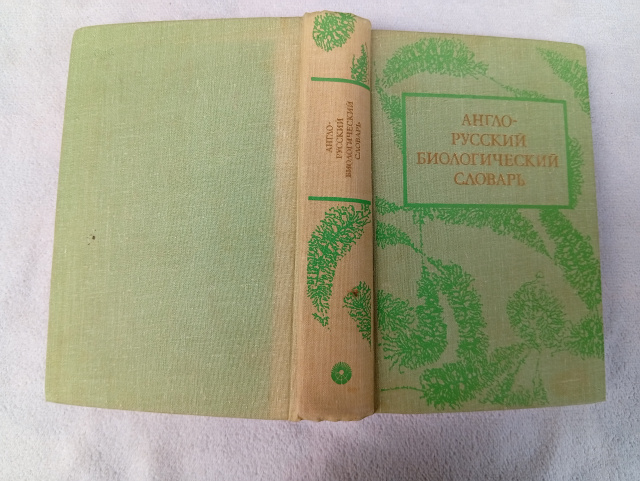 АНГЛО-
РУССКИЙ
БИОЛОГИЧЕСКИЙ
СЛОВАРЬ
АНГЛО-
РУССКИЙ
БИОЛОГИЧЕСКИЙ
СЛОВАРЬ